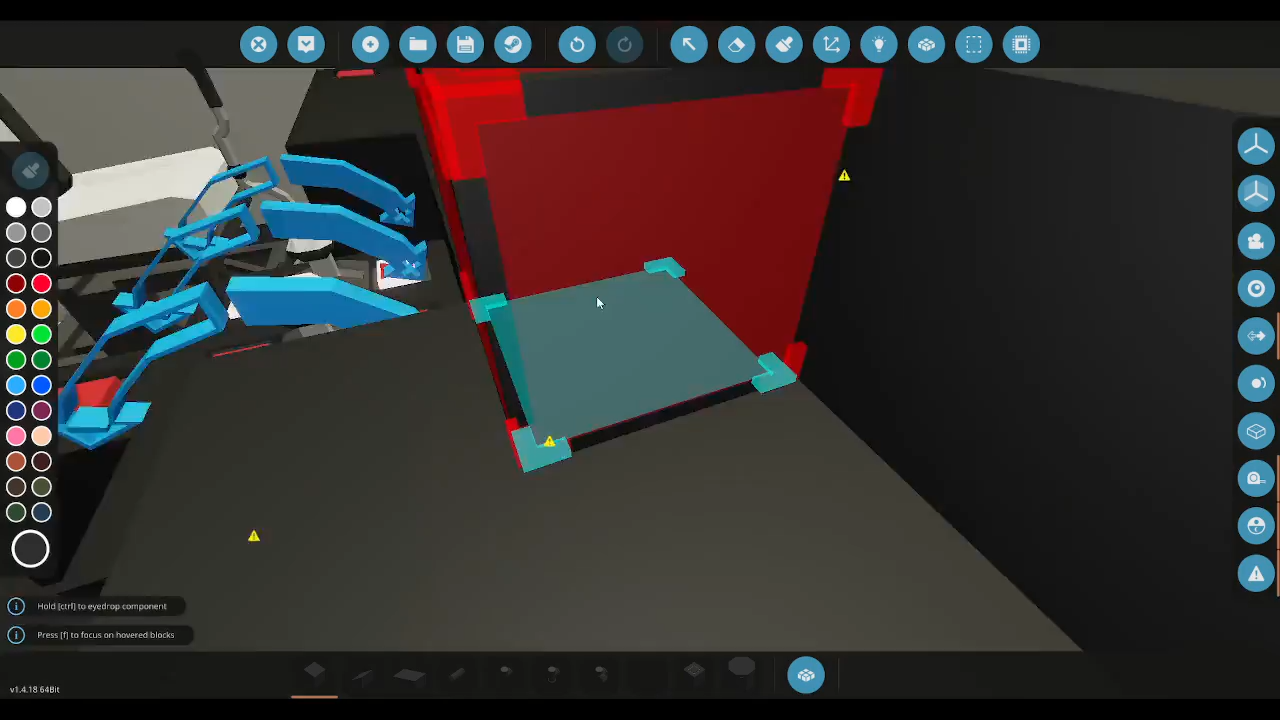 Hold [ctrl] to eyedrop component
Press [f] to focus on hovered blocks
v1.4.18 64Bit